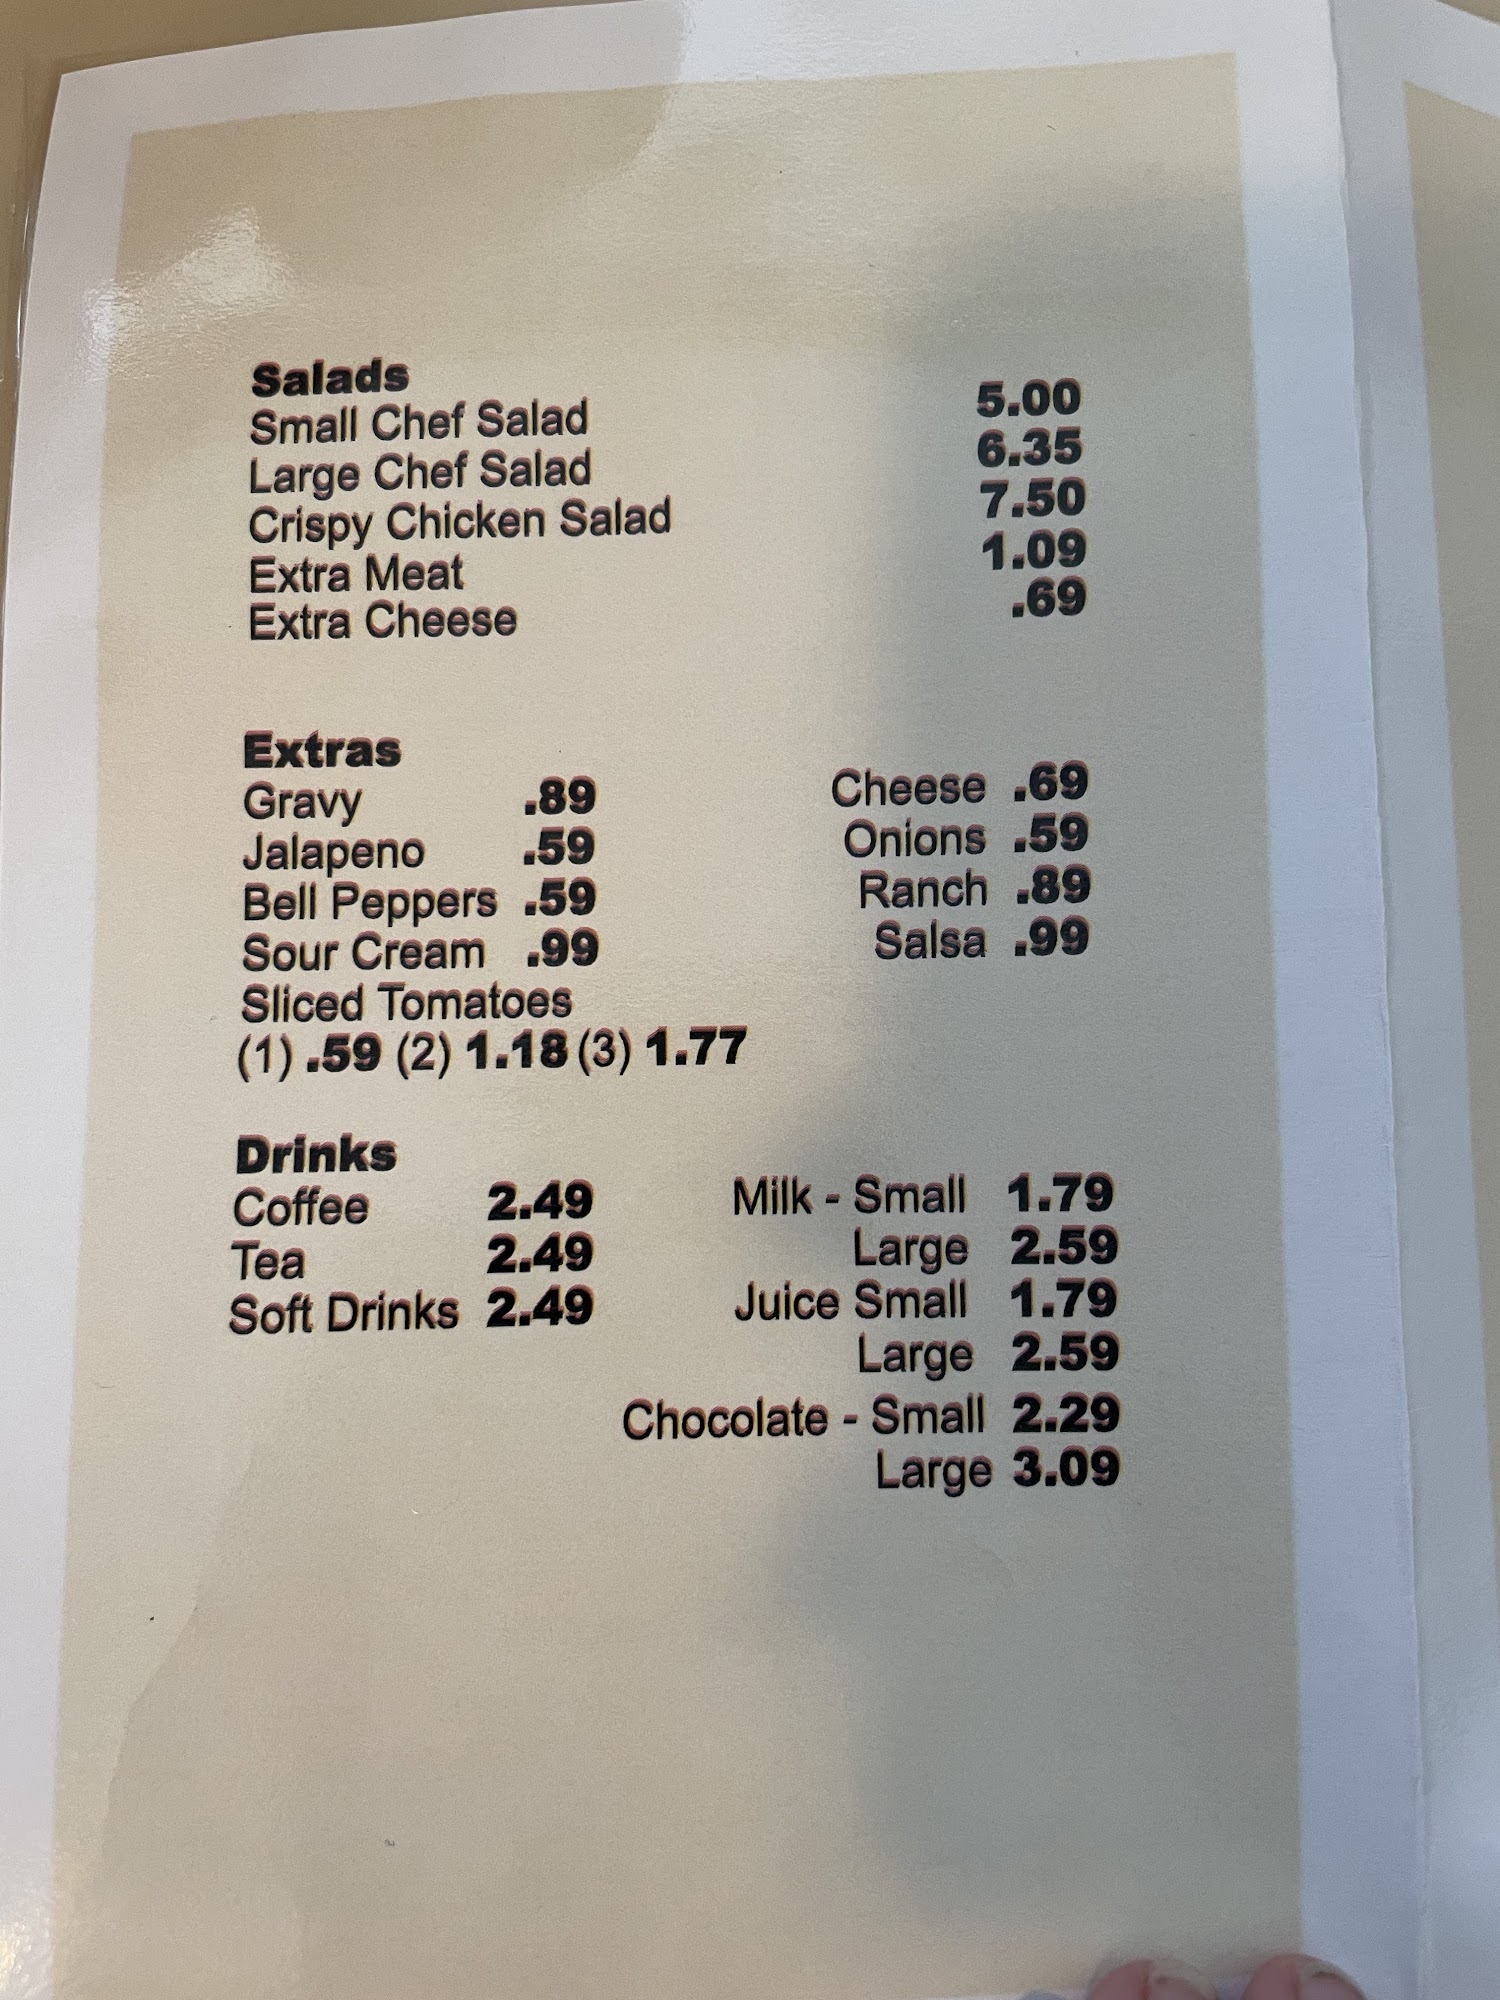 Salads
Small Chef Salad 5.00
Large Chef Salad 6.35
Crispy Chicken Salad 7.50
Extra Meat 1.09
Extra Cheese .69
Extras
Gravy .89 Cheese .69
Jalapeno .59 Onions .59
Bell Peppers .59 Ranch .89
Sour Cream .99 Salsa .99
Sliced Tomatoes
(1) .59 (2) 1.18 (3) 1.77
Drinks
Coffee 2.49 Milk - Small 1.79
Tea 2.49 Large 2.59
Soft Drinks 2.49 Juice Small 1.79
Large 2.59
Chocolate - Small 2.29
Large 3.09